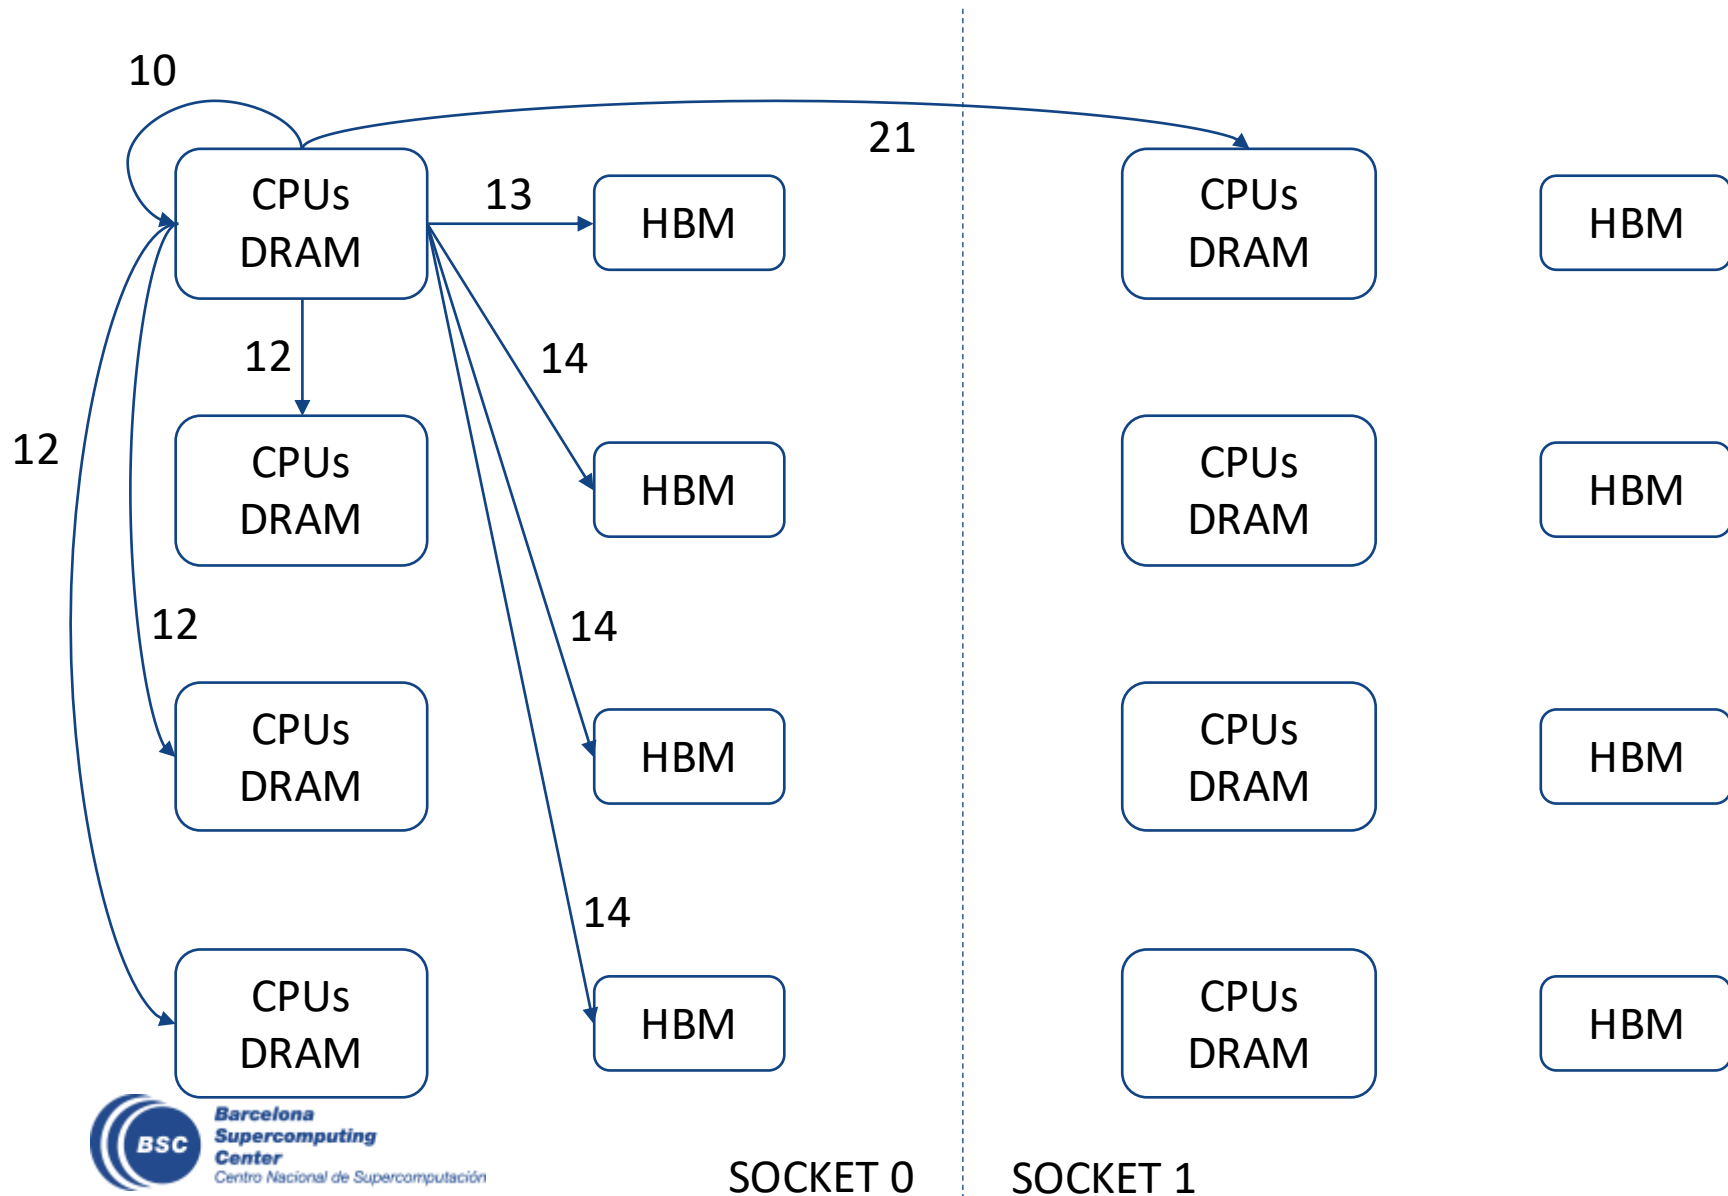 10
21
CPUs
DRAM
13
HBM
CPUs
DRAM
HBM
12
14
12
CPUs
DRAM
HBM
CPUs
DRAM
HBM
12
14
CPUs
DRAM
HBM
CPUs
DRAM
HBM
14
CPUs
DRAM
HBM
CPUs
DRAM
HBM
BSC
Barcelona
Supercomputing
Center
Centro Nacional de Supercomputación
SOCKET 0
SOCKET 1